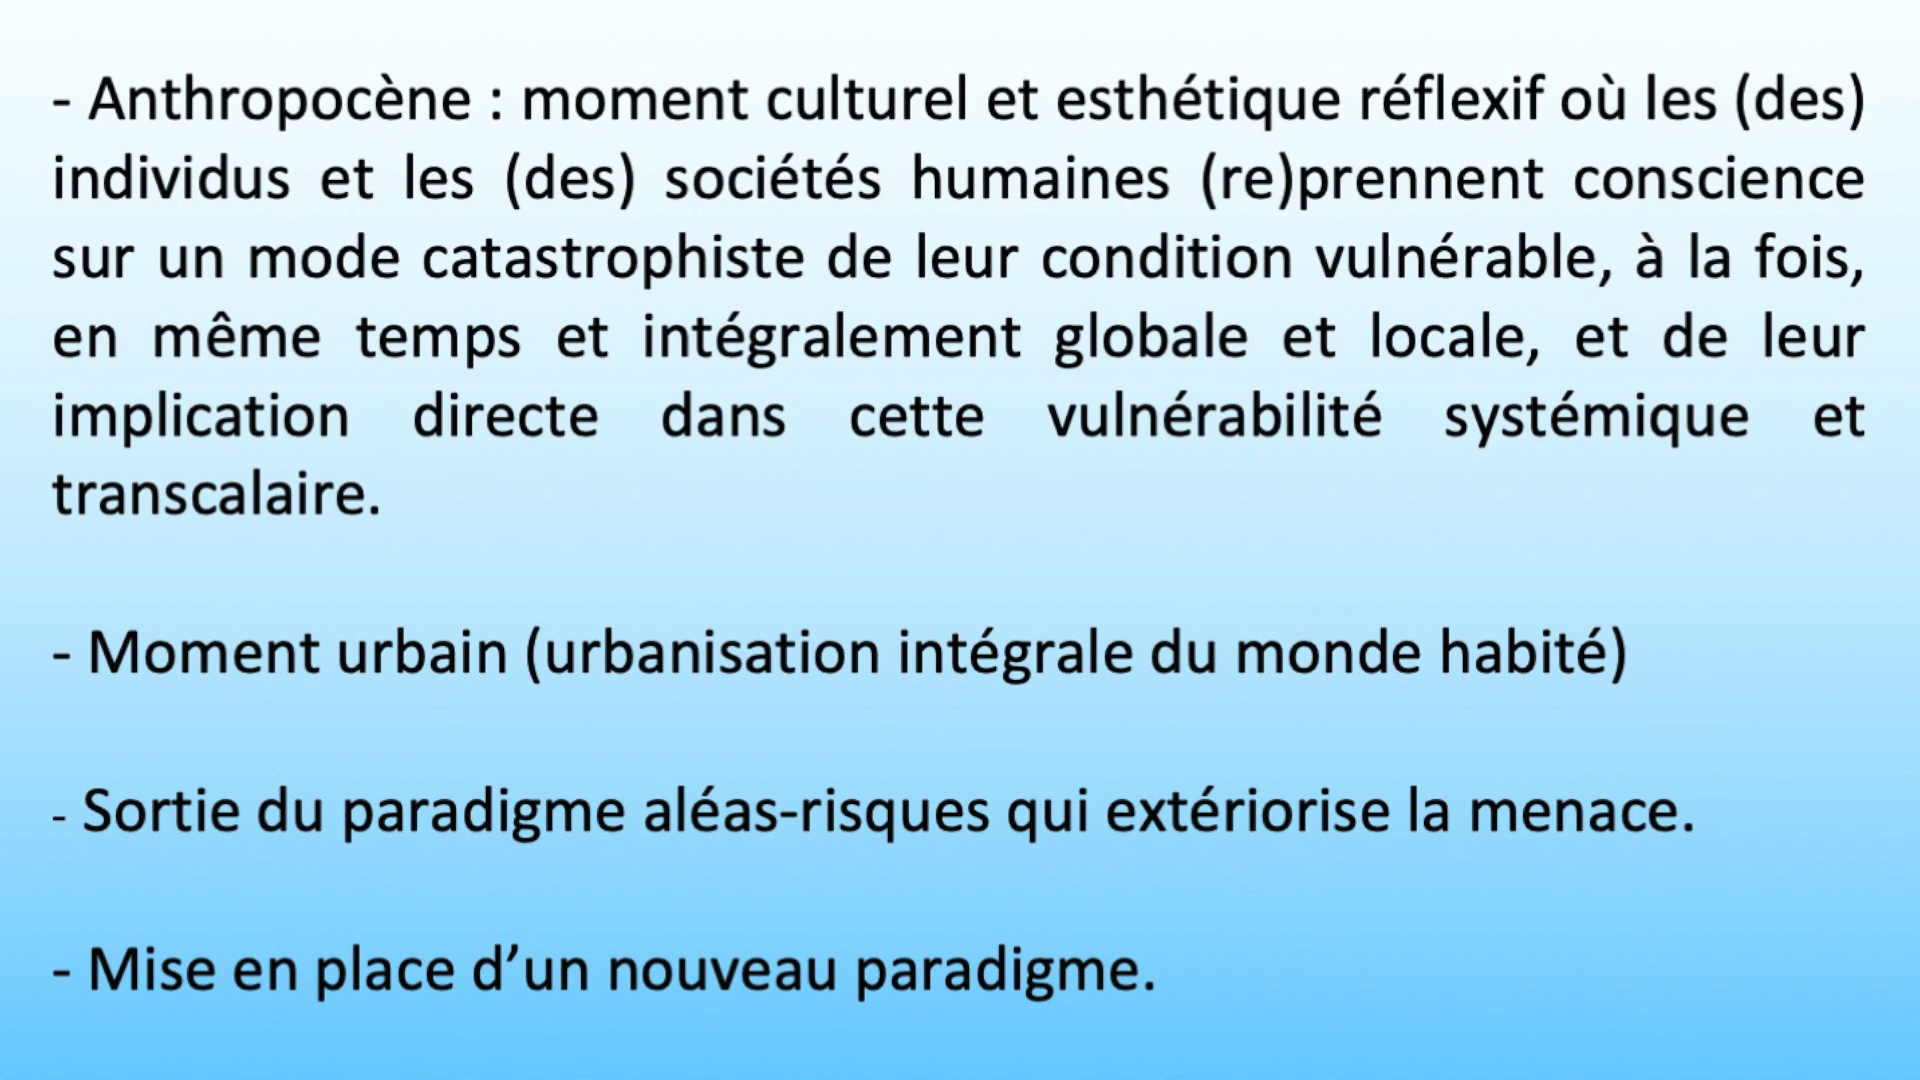 - Anthropocène : moment culturel et esthétique réflexif où les (des)
individus et les (des) sociétés humaines (re)prennent conscience
sur un mode catastrophiste de leur condition vulnérable, à la fois,
en même temps et intégralement globale et locale, et de leur
implication directe dans cette vulnérabilité systémique et
transcalaire.
- Moment urbain (urbanisation intégrale du monde habité)
- Sortie du paradigme aléas-risques qui extériorise la menace.
- Mise en place d’un nouveau paradigme.